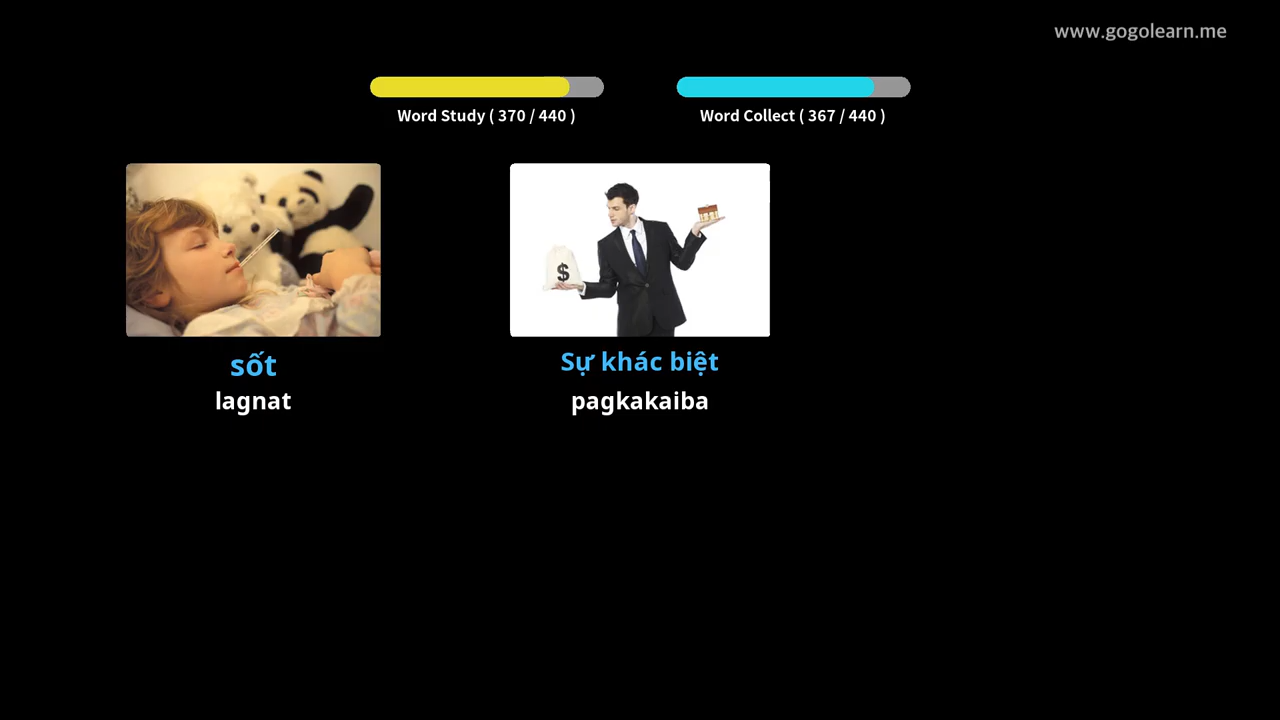 www.gogolearn.me
Word Study ( 370 / 440 )
Word Collect ( 367 / 440 )
$
sốt
lagnat
Sự khác biệt
pagkakaiba